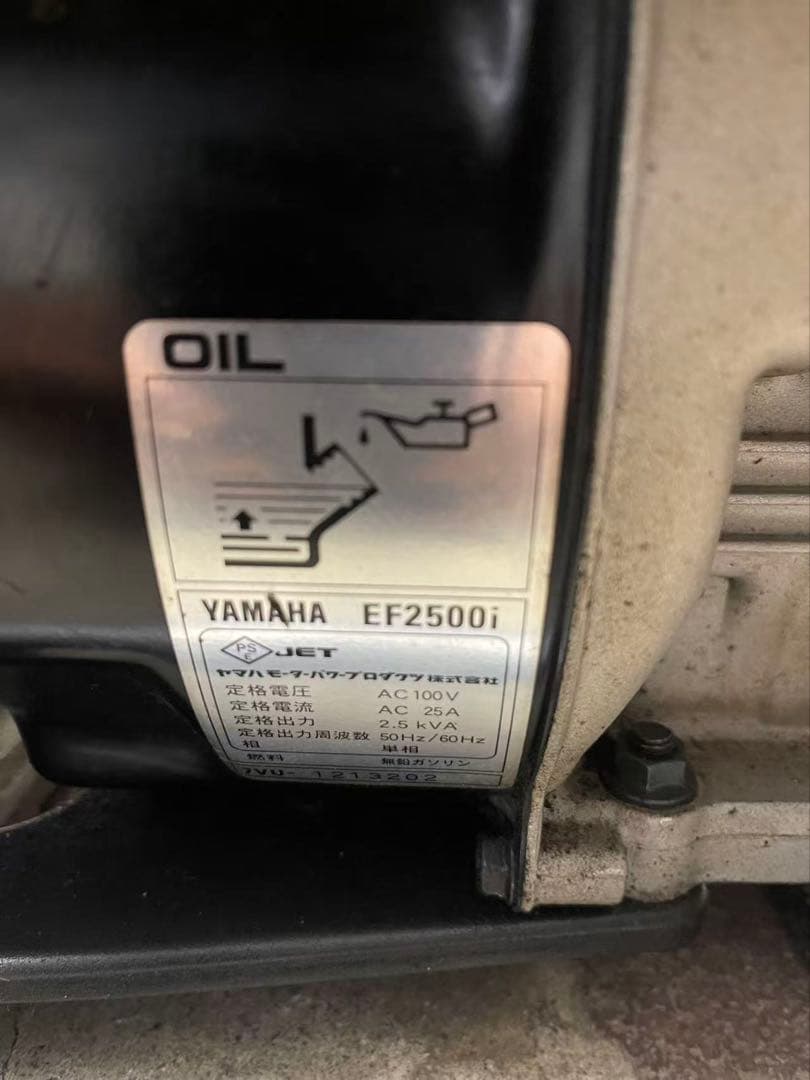 OIL
YAMAHA EF2500i
PS
E
JET
ヤマハモーターパワープロダクツ株式会社
定格電圧 AC 100V
定格電流 AC 25A
定格出力 2.5 kVA
定格出力周波数 50Hz/60Hz
相 単相
燃料 無鉛ガソリン
7VU- 1213202